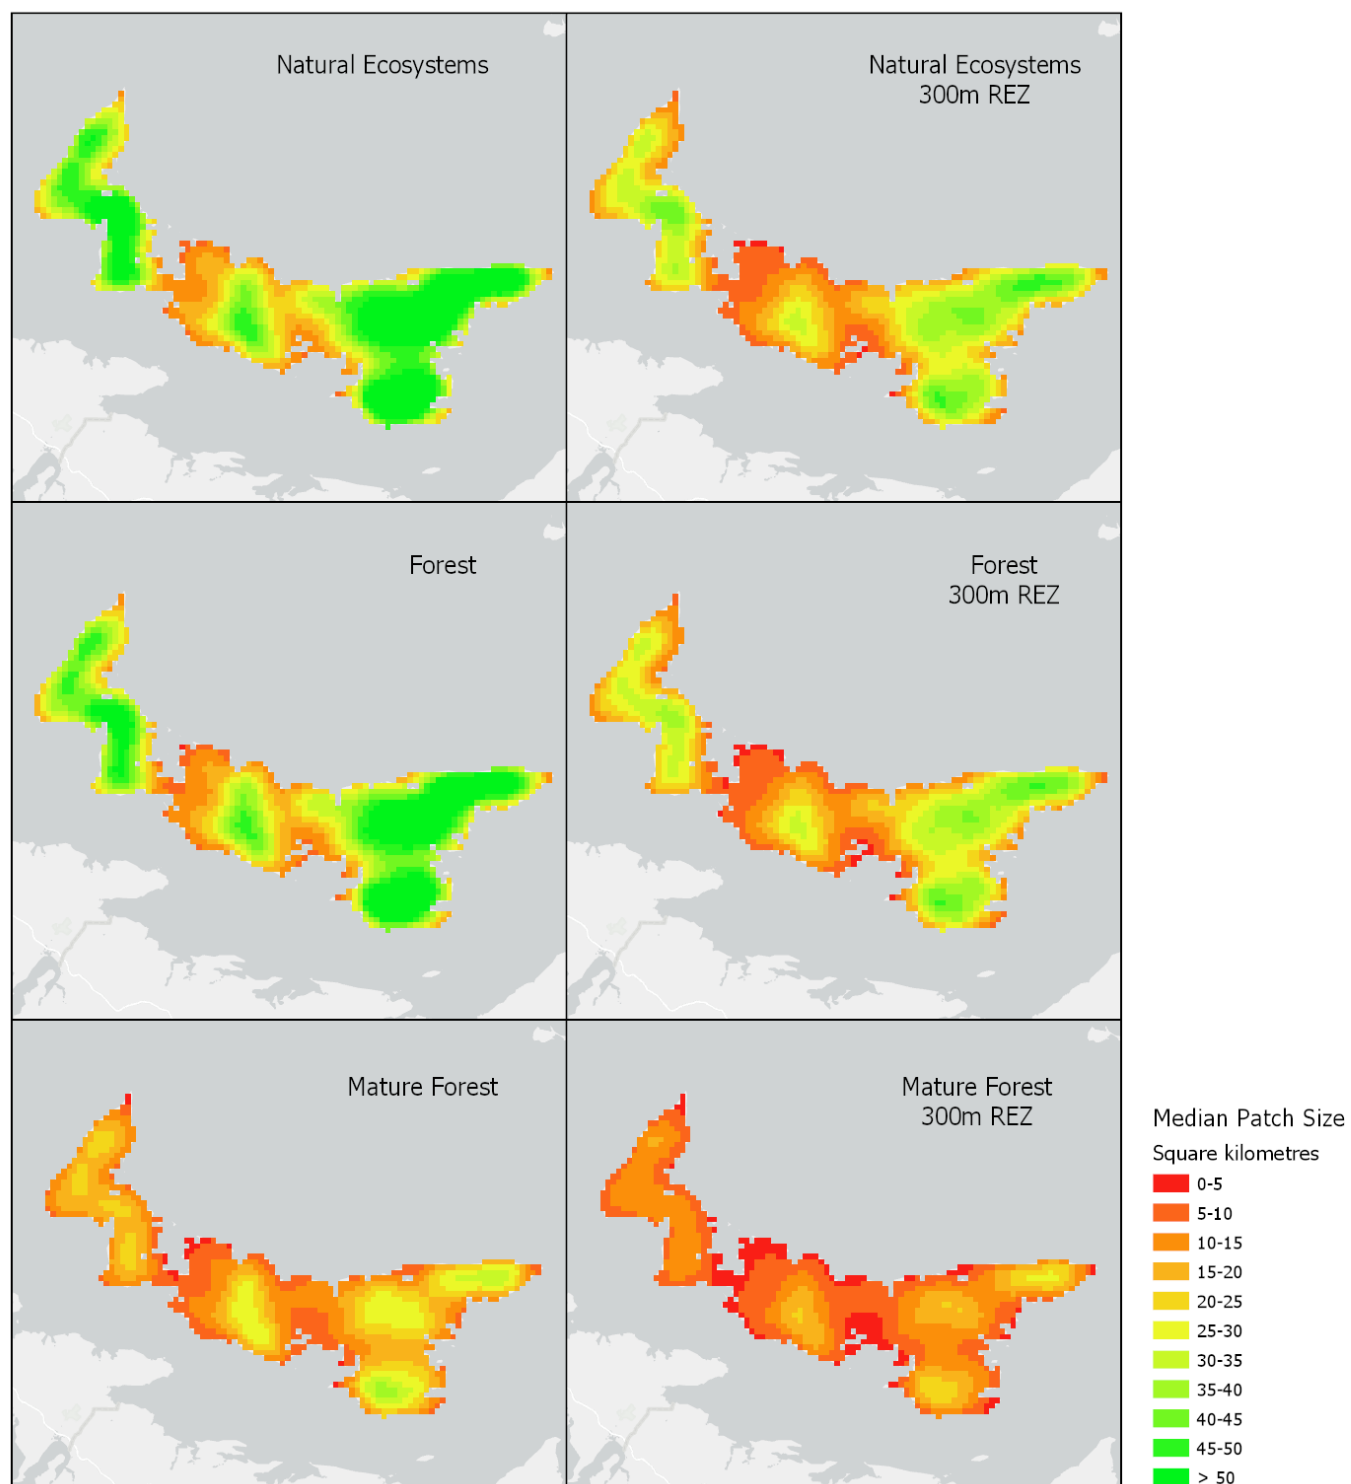 Natural Ecosystems
Natural Ecosystems
300m REZ
Forest
Forest
300m REZ
Mature Forest
Mature Forest
300m REZ
Median Patch Size
Square kilometres
0-5
5-10
10-15
15-20
20-25
25-30
30-35
35-40
40-45
45-50
> 50